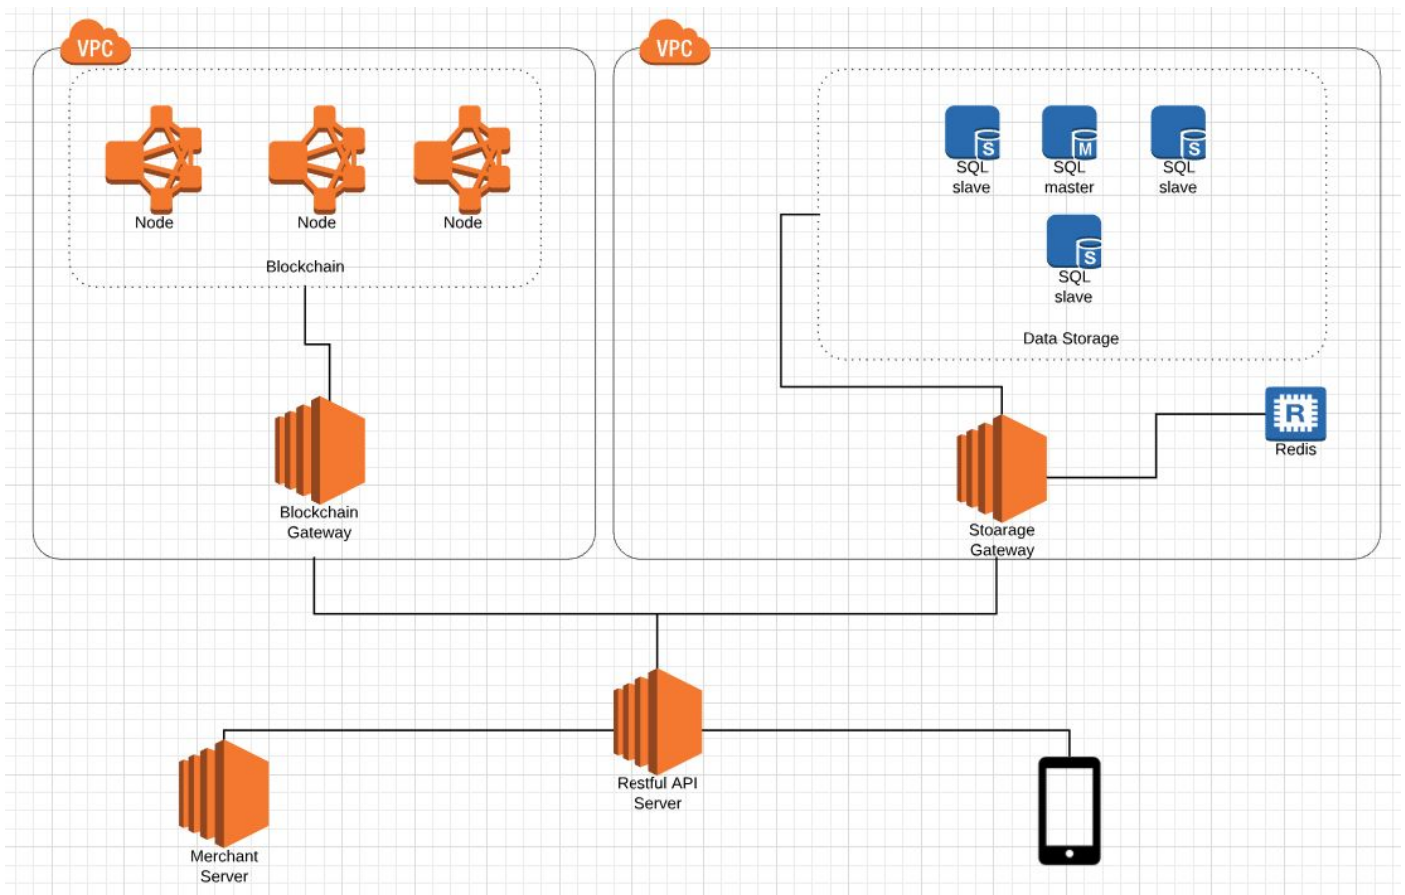 VPC
VPC
Node
Node
Node
Blockchain
S
SQL
slave
M
SQL
master
S
SQL
slave
S
SQL
slave
Data Storage
Blockchain
Gateway
Stoarage
Gateway
R
Redis
Restful API
Server
Merchant
Server